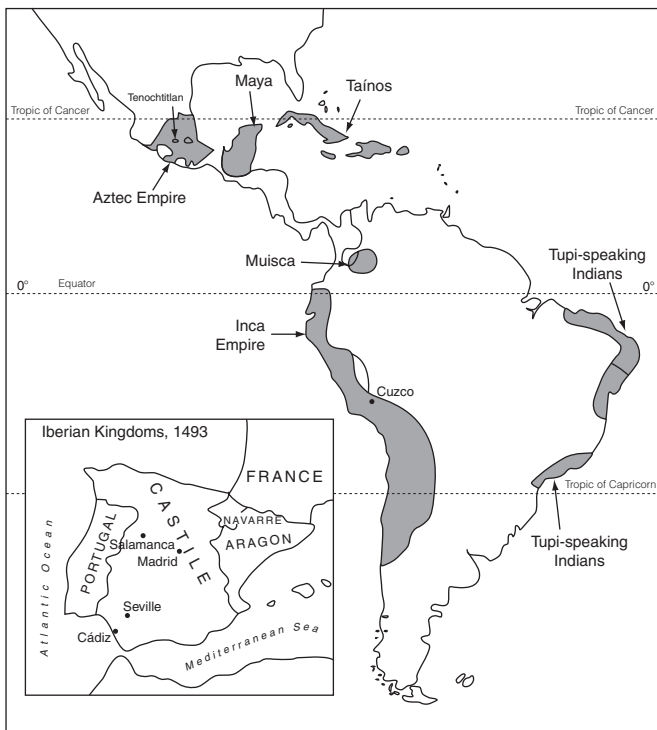 Maya
Taínos
Tenochtitlan
Tropic of Cancer
Tropic of Cancer
Aztec Empire
Muisca
Tupi-speaking
Indians
0°
Equator
0°
Inca
Empire
Cuzco
Iberian Kingdoms, 1493
FRANCE
CASTILE
NAVARRE
ARAGON
PORTUGAL
Salamanca
Madrid
Atlantic Ocean
Seville
Cádiz
Mediterranean Sea
Tropic of Capricorn
Tupi-speaking
Indians